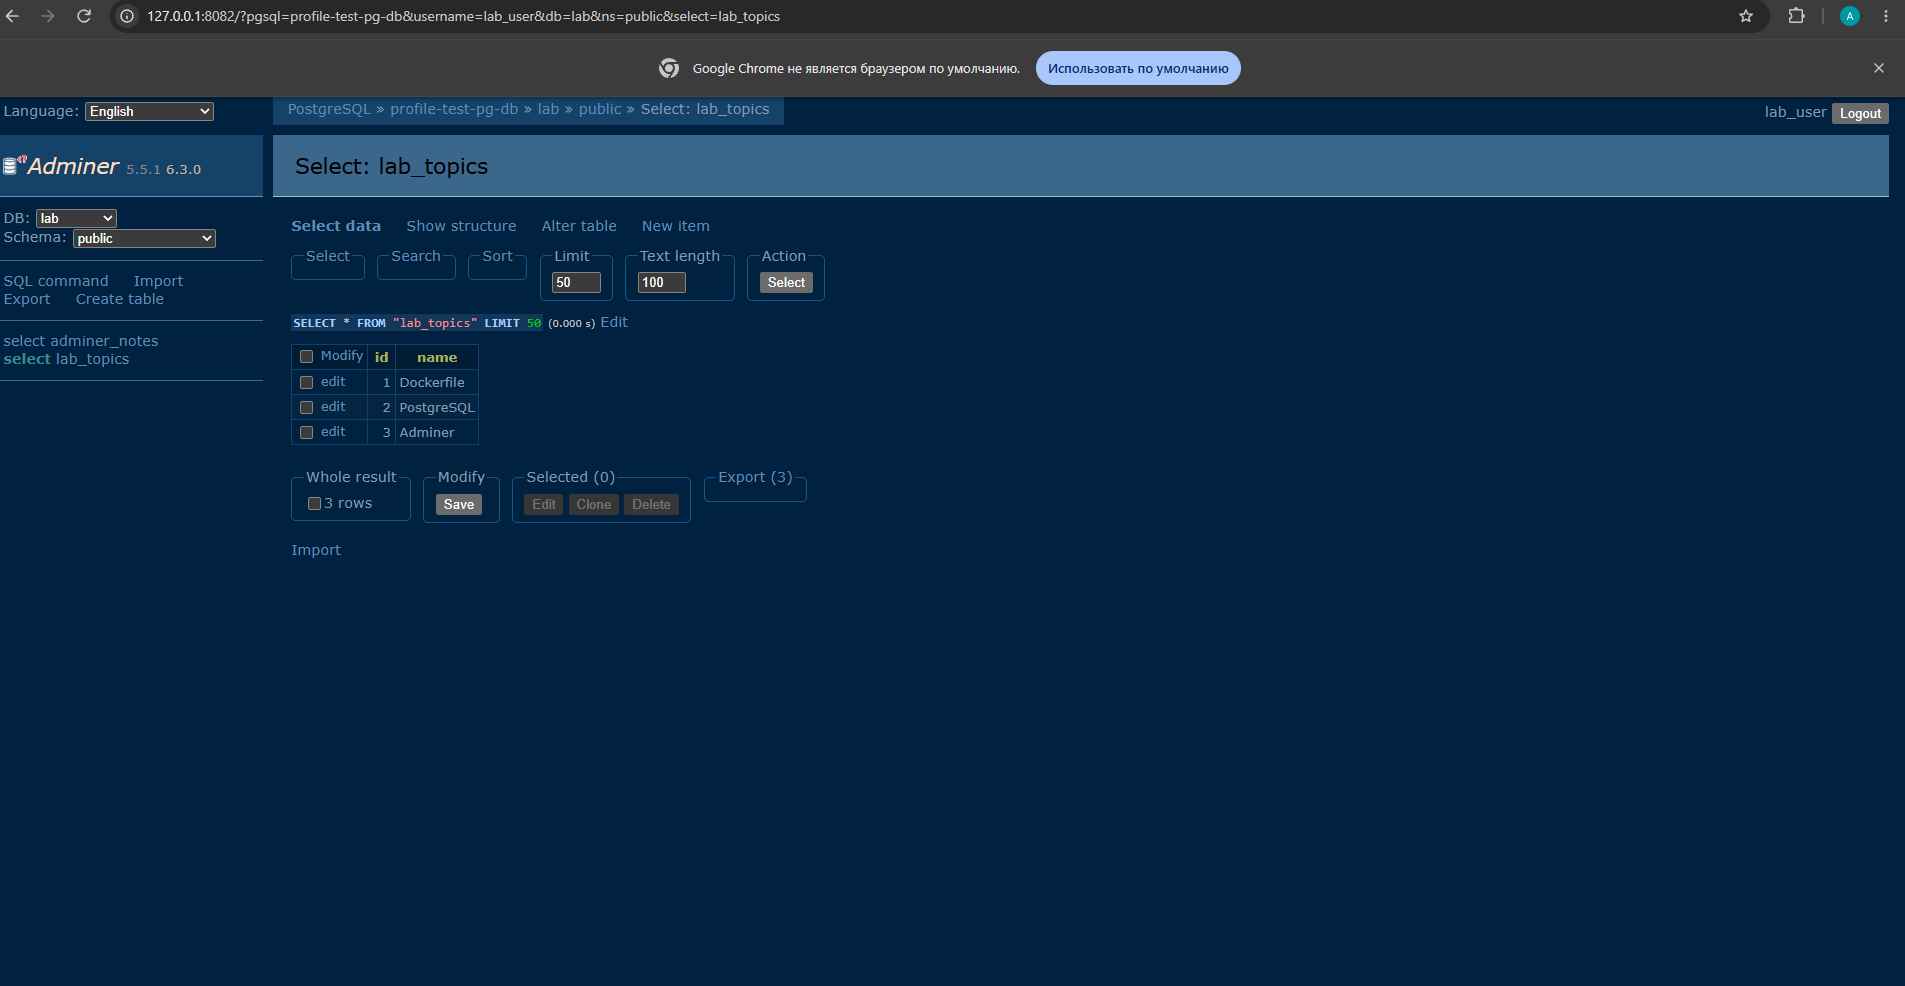 127.0.0.1:8082/?pgsql=profile-test-pg-db&username=lab_user&db=lab&ns=public&select=lab_topics
A
Google Chrome не является браузером по умолчанию. Использовать по умолчанию
Language: English
PostgreSQL » profile-test-pg-db » lab » public » Select: lab_topics
lab_user Logout
Adminer 5.5.1 6.3.0
Select: lab_topics
DB: lab
Schema: public
SQL command Import
Export Create table
select adminer_notes
select lab_topics
Select data Show structure Alter table New item
Select Search Sort Limit Text length Action
50 100 Select
SELECT * FROM "lab_topics" LIMIT 50 (0.000 s) Edit
Modify id name
edit 1 Dockerfile
edit 2 PostgreSQL
edit 3 Adminer
Whole result Modify Selected (0) Export (3)
3 rows Save Edit Clone Delete
Import